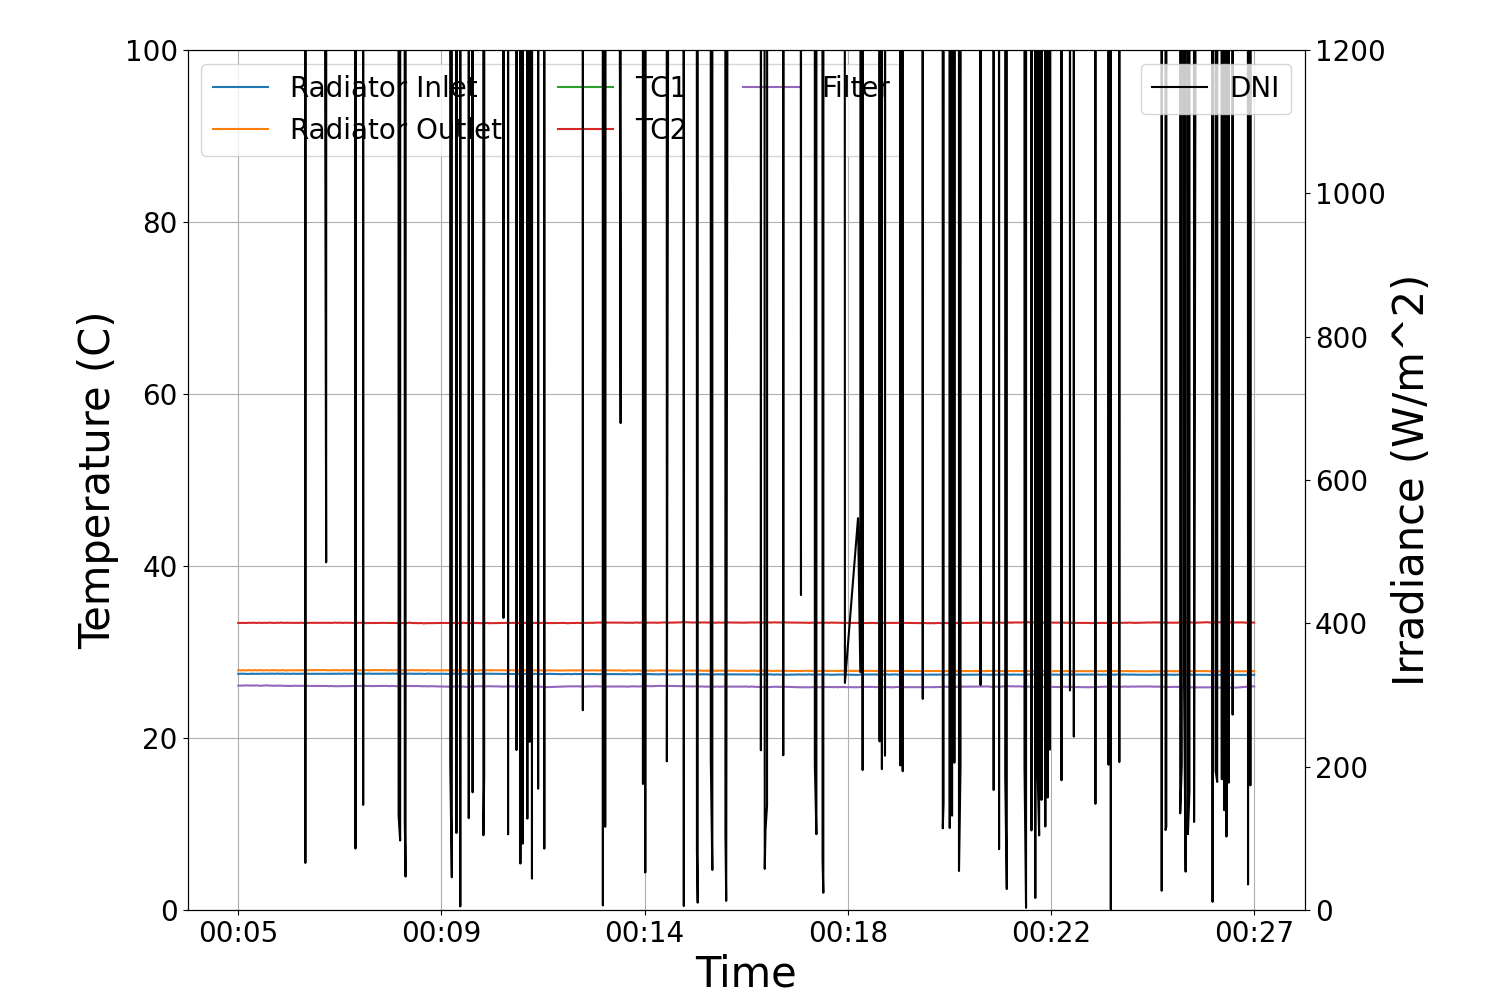 100
80
60
40
20
0
Temperature (C)
Radiator Inlet
Radiator Outlet
TC1
TC2
Filter
DNI
1200
1000
800
600
400
200
0
Irradiance (W/m^2)
00:05
00:09
00:14
00:18
00:22
00:27
Time